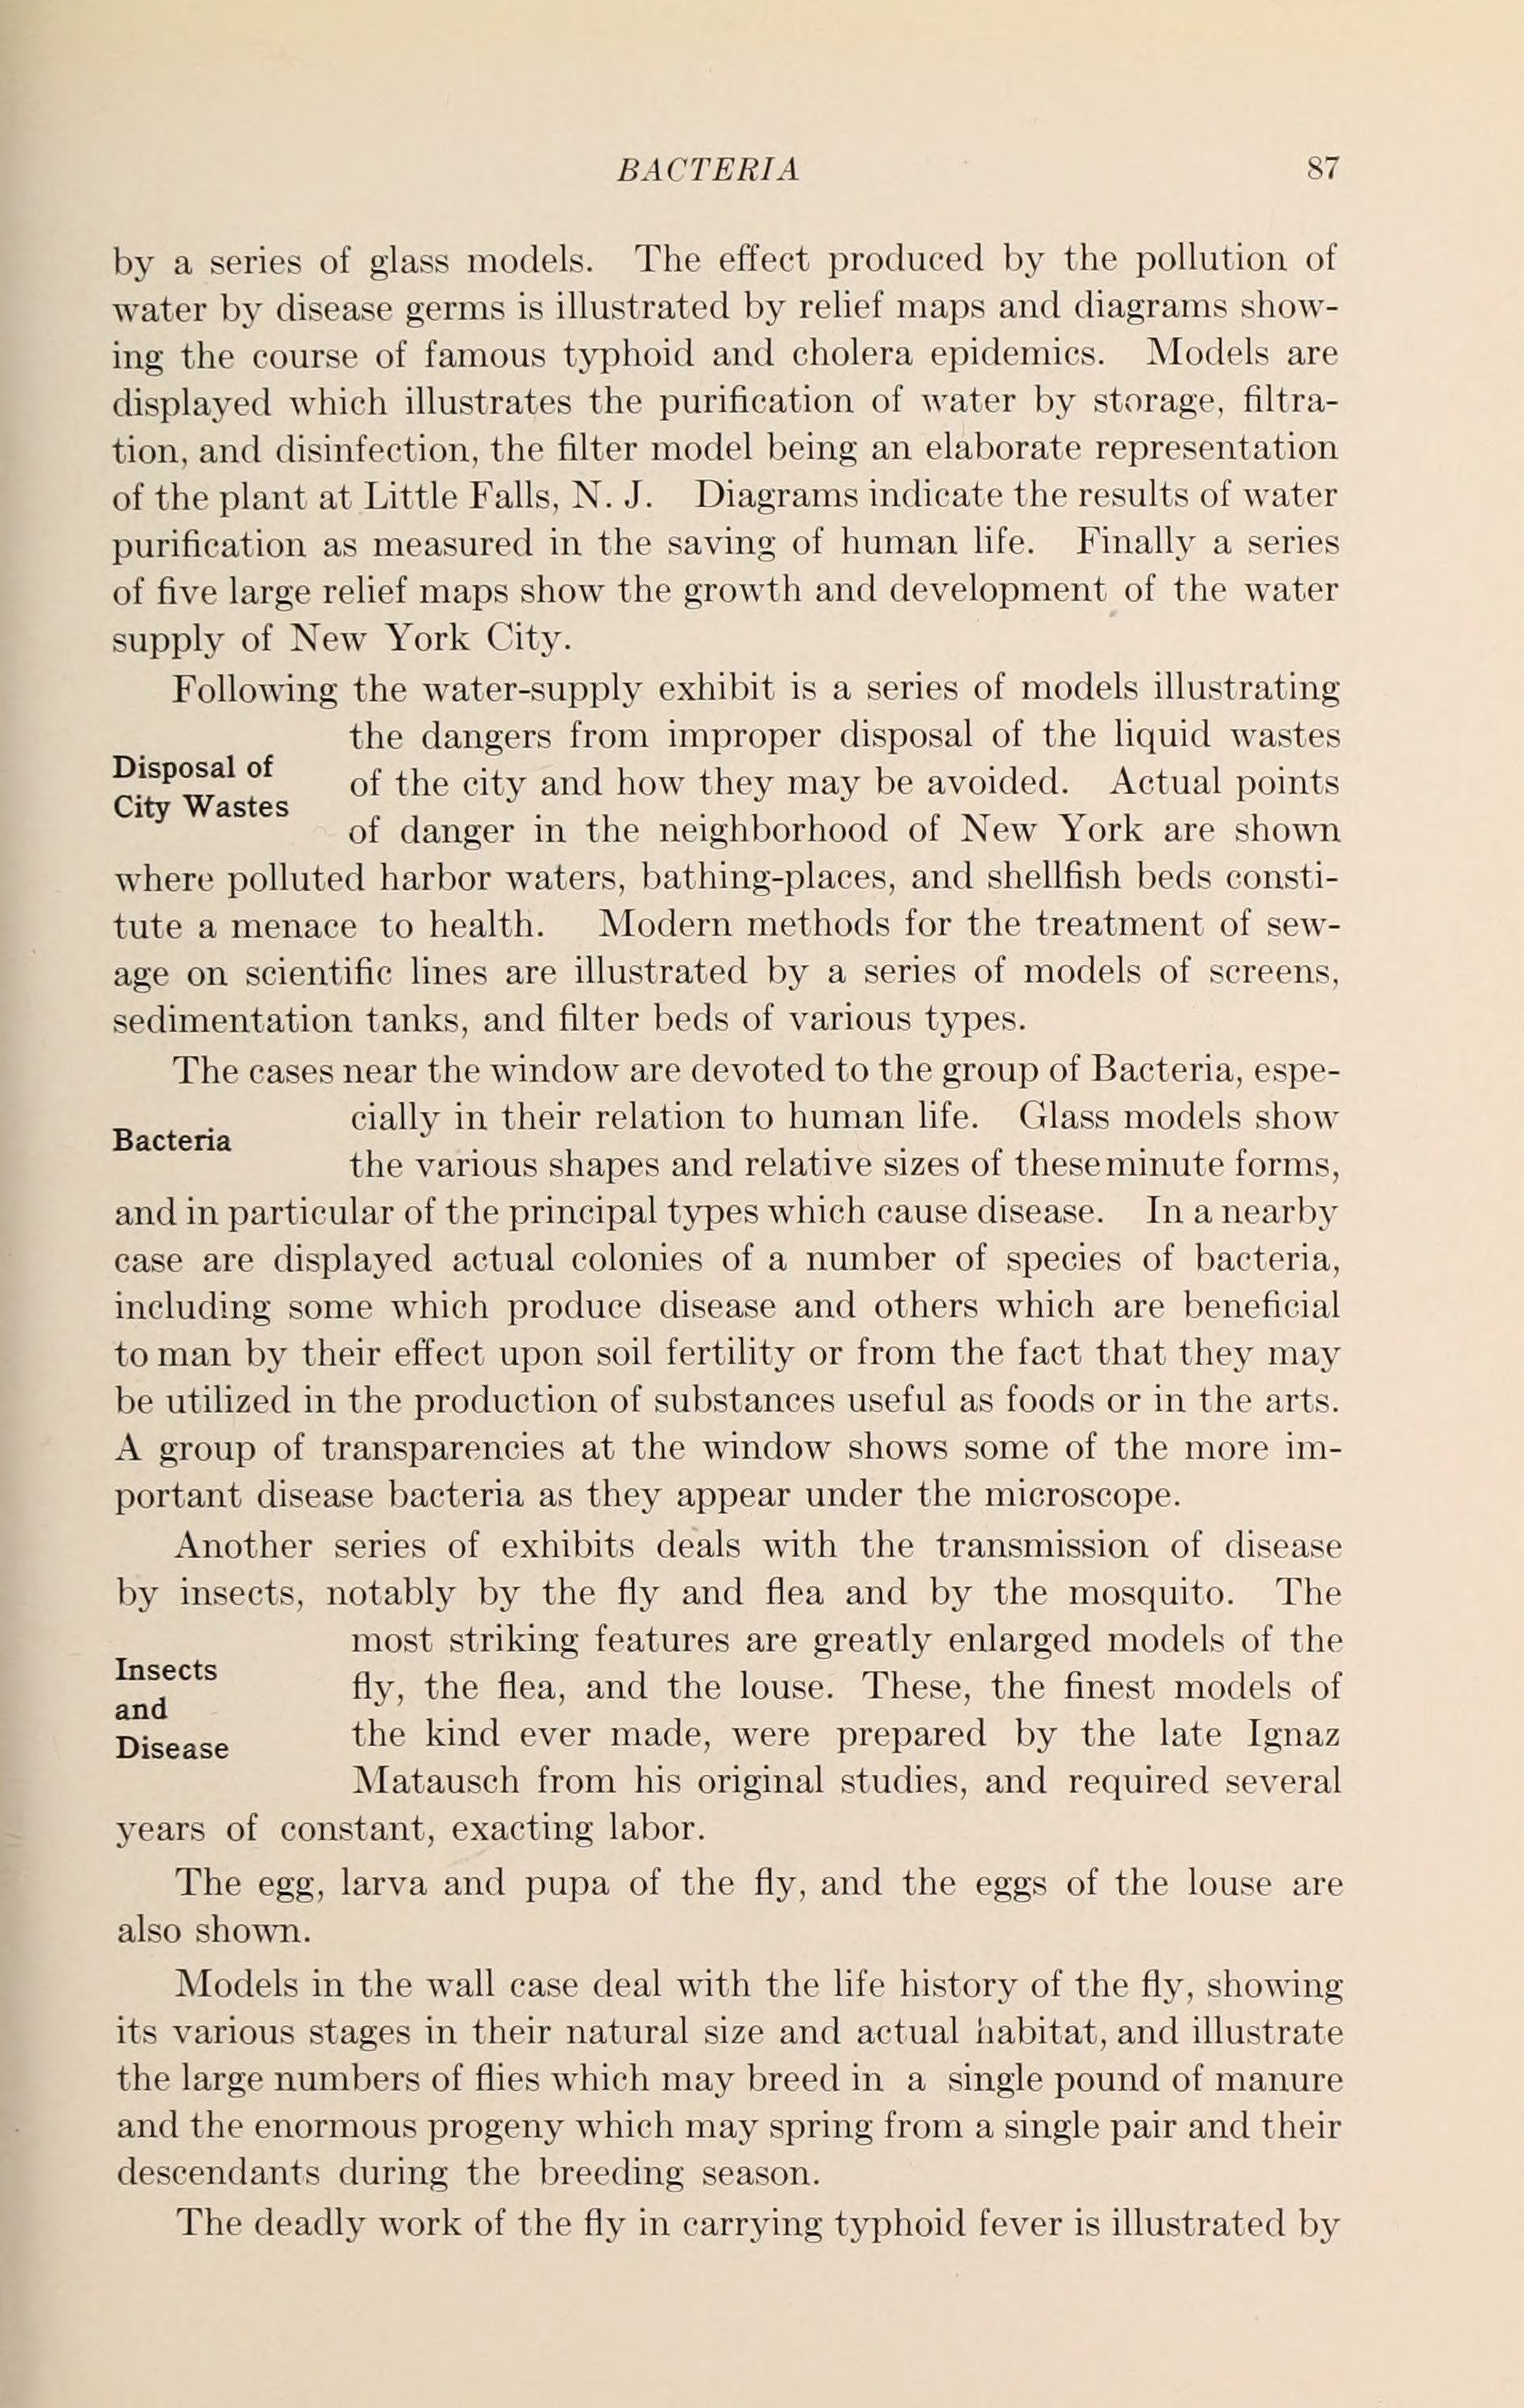 BACTERIA 87
by a series of glass models. The effect produced by the pollution of
water by disease germs is illustrated by relief maps and diagrams show-
ing the course of famous typhoid and cholera epidemics. Models are
displayed which illustrates the purification of water by storage, filtra-
tion, and disinfection, the filter model being an elaborate representation
of the plant at Little Falls, N. J. Diagrams indicate the results of water
purification as measured in the saving of human life. Finally a series
of five large relief maps show the growth and development of the water
supply of New York City.
Following the water-supply exhibit is a series of models illustrating
Disposal of
City Wastes
the dangers from improper disposal of the liquid wastes
of the city and how they may be avoided. Actual points
of danger in the neighborhood of New York are shown
where polluted harbor waters, bathing-places, and shellfish beds consti-
tute a menace to health. Modern methods for the treatment of sew-
age on scientific lines are illustrated by a series of models of screens,
sedimentation tanks, and filter beds of various types.
The cases near the window are devoted to the group of Bacteria, espe-
Bacteria
cially in their relation to human life. Glass models show
the various shapes and relative sizes of these minute forms,
and in particular of the principal types which cause disease. In a nearby
case are displayed actual colonies of a number of species of bacteria,
including some which produce disease and others which are beneficial
to man by their effect upon soil fertility or from the fact that they may
be utilized in the production of substances useful as foods or in the arts.
A group of transparencies at the window shows some of the more im-
portant disease bacteria as they appear under the microscope.
Another series of exhibits deals with the transmission of disease
by insects, notably by the fly and flea and by the mosquito. The
Insects
and
Disease
most striking features are greatly enlarged models of the
fly, the flea, and the louse. These, the finest models of
the kind ever made, were prepared by the late Ignaz
Matausch from his original studies, and required several
years of constant, exacting labor.
The egg, larva and pupa of the fly, and the eggs of the louse are
also shown.
Models in the wall case deal with the life history of the fly, showing
its various stages in their natural size and actual habitat, and illustrate
the large numbers of flies which may breed in a single pound of manure
and the enormous progeny which may spring from a single pair and their
descendants during the breeding season.
The deadly work of the fly in carrying typhoid fever is illustrated by